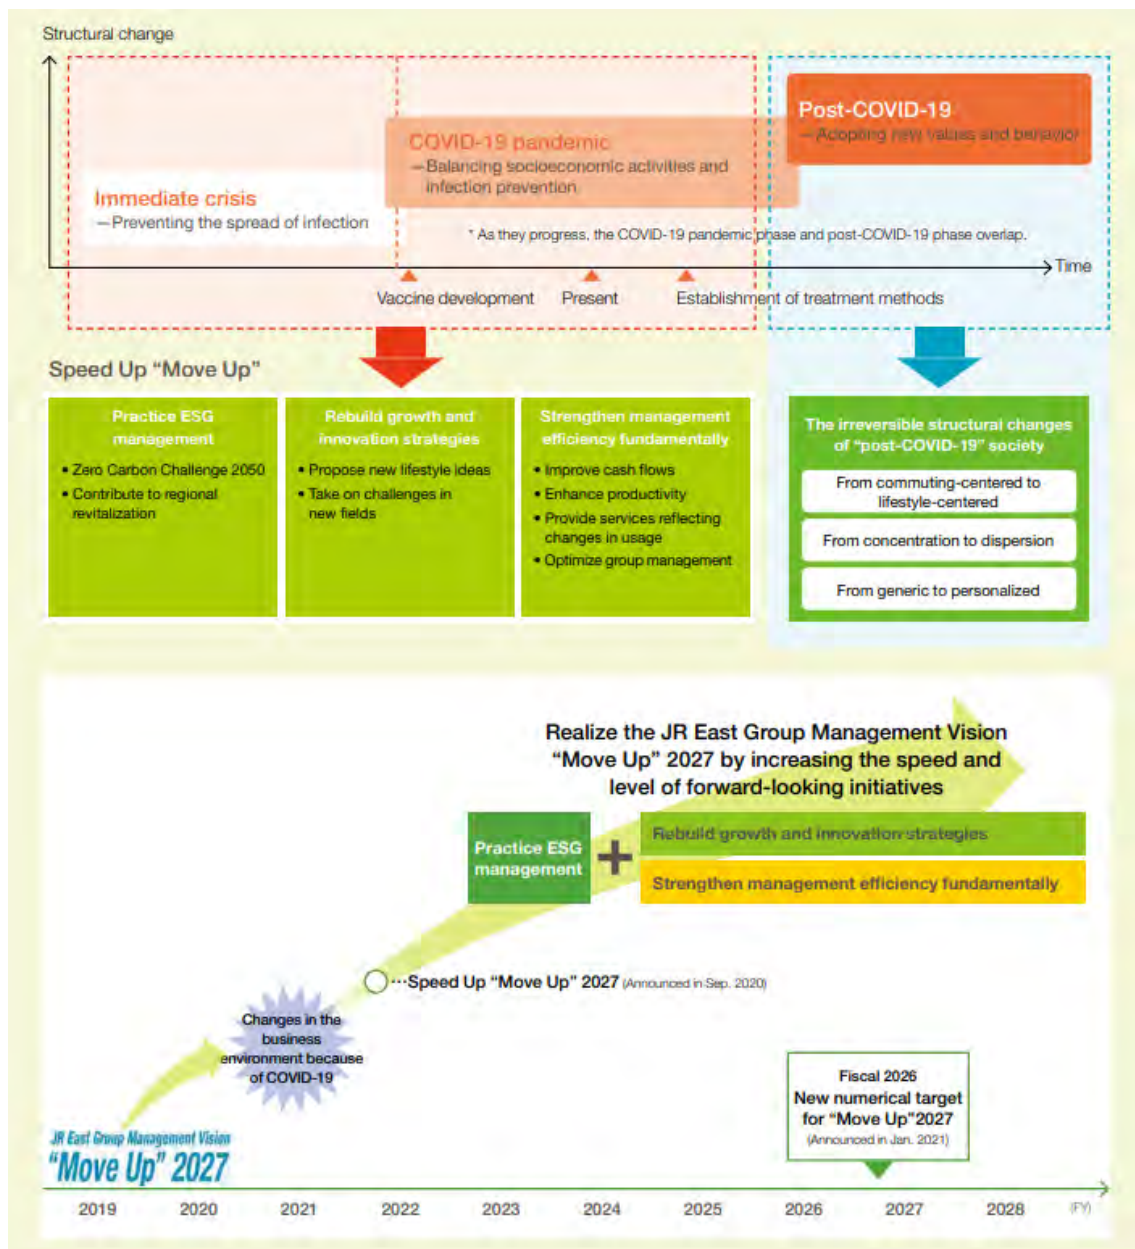 Structural change
Post-COVID-19
—Adopting new values and behavior
COVID-19 pandemic
—Balancing socioeconomic activities and
infection prevention
Immediate crisis
—Preventing the spread of infection
* As they progress, the COVID-19 pandemic phase and post-COVID-19 phase overlap.
Time
Vaccine development
Present
Establishment of treatment methods
Speed Up “Move Up”
Practice ESG
management
• Zero Carbon Challenge 2050
• Contribute to regional
revitalization
Rebuild growth and
innovation strategies
• Propose new lifestyle ideas
• Take on challenges in
new fields
Strengthen management
efficiency fundamentally
• Improve cash flows
• Enhance productivity
• Provide services reflecting
changes in usage
• Optimize group management
The irreversible structural changes
of “post-COVID-19” society
From commuting-centered to
lifestyle-centered
From concentration to dispersion
From generic to personalized
Realize the JR East Group Management Vision
“Move Up” 2027 by increasing the speed and
level of forward-looking initiatives
Practice ESG
management
+
Rebuild growth and innovation strategies
Strengthen management efficiency fundamentally
···Speed Up “Move Up” 2027 (Announced in Sep. 2020)
Changes in the
business
environment because
of COVID-19
Fiscal 2026
New numerical target
for “Move Up”2027
(Announced in Jan. 2021)
JR East Group Management Vision
“Move Up” 2027
2019 2020 2021 2022 2023 2024 2025 2026 2027 2028 (FY)